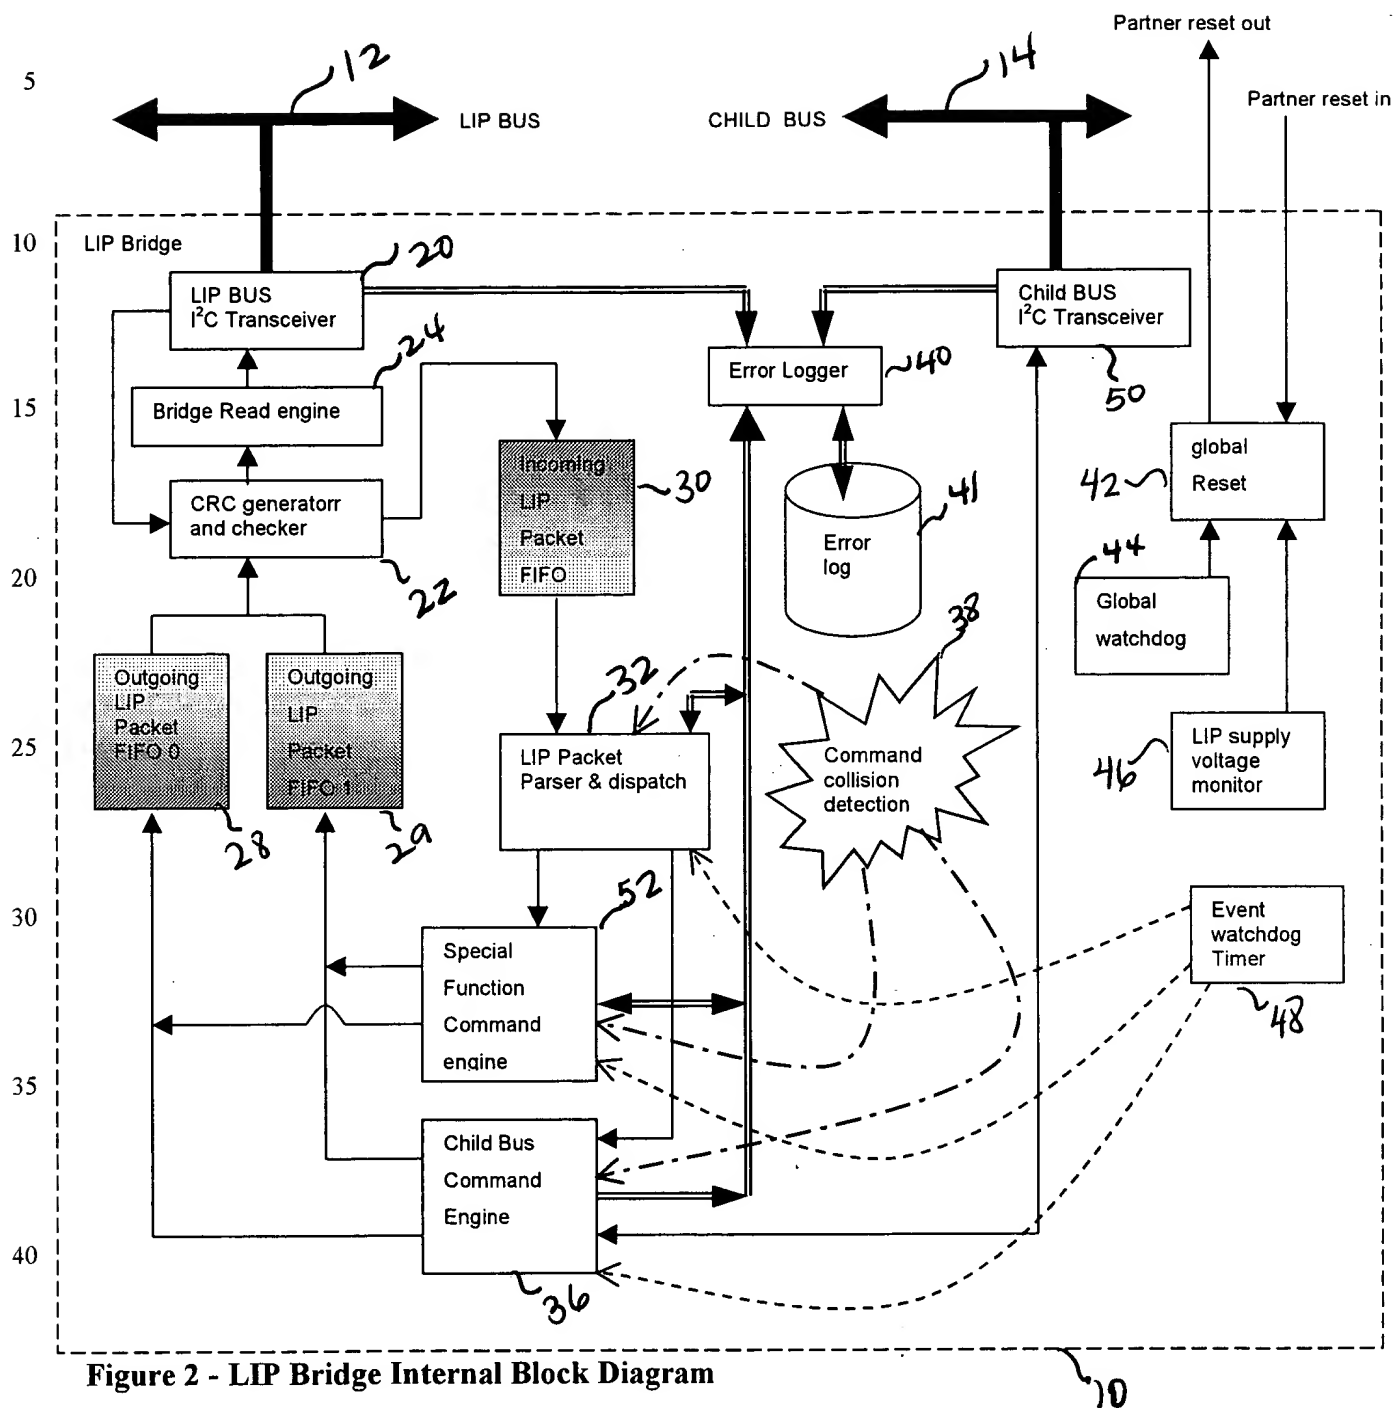 Partner reset out
5
12
14
Partner reset in
LIP BUS
CHILD BUS
10
LIP Bridge
20
LIP BUS
I²C Transceiver
Child BUS
I²C Transceiver
24
Error Logger
40
50
15
Bridge Read engine
global
Reset
42
Incoming
LIP
Packet
FIFO
30
CRC generatorr
and checker
22
41
Error
log
44
20
Global
watchdog
38
Outgoing
LIP
Packet
FIFO 0
28
Outgoing
LIP
Packet
FIFO 1
29
32
25
LIP Packet
Parser & dispatch
Command
collision
detection
46
LIP supply
voltage
monitor
52
30
Special
Function
Command
engine
Event
watchdog
Timer
48
35
Child Bus
Command
Engine
36
40
Figure 2 - LIP Bridge Internal Block Diagram
10